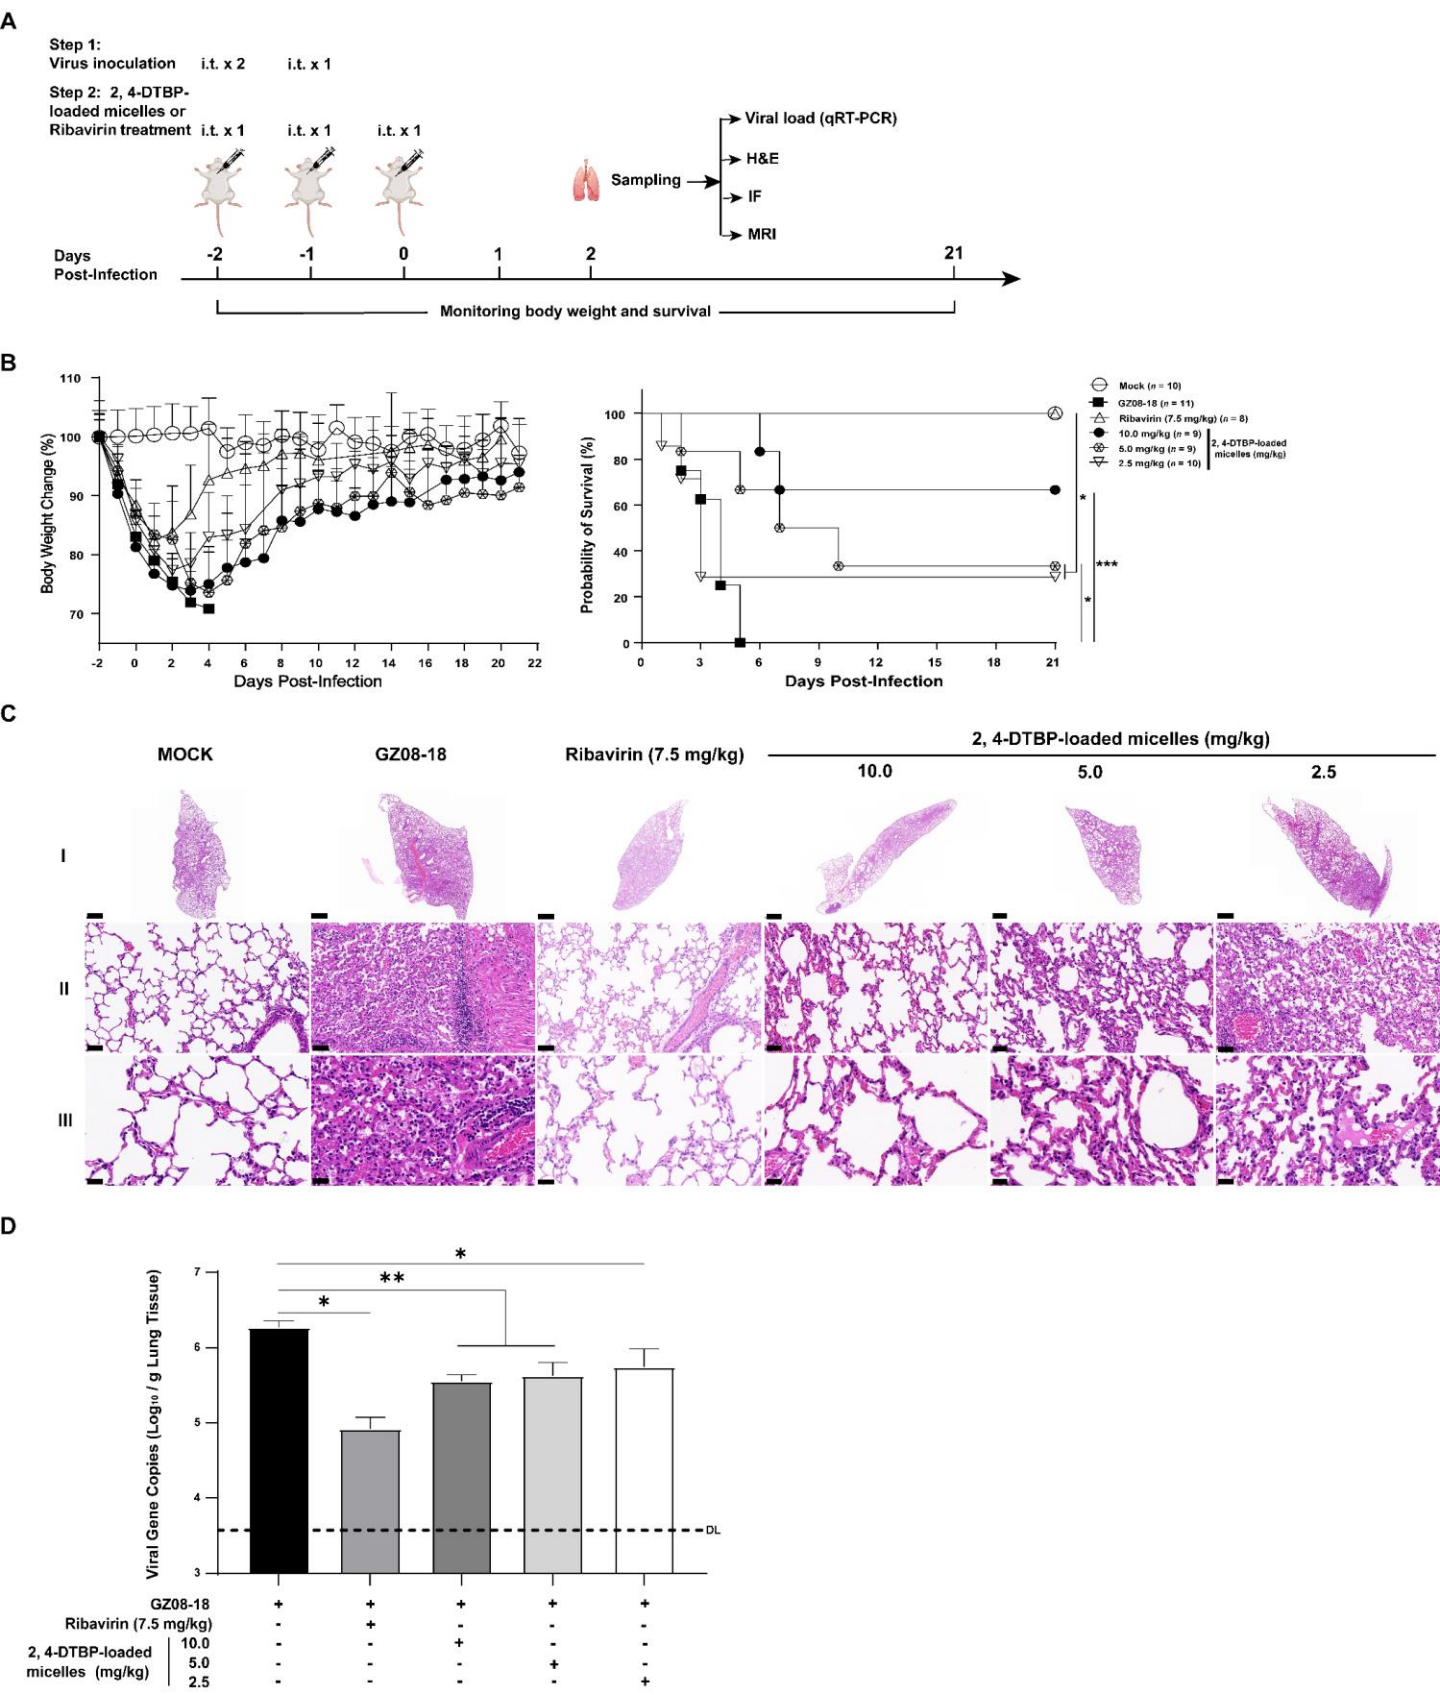 A
Step 1:
Virus inoculation i.t. x 2 i.t. x 1
Step 2: 2, 4-DTBP-
loaded micelles or
Ribavirin treatment i.t. x 1 i.t. x 1 i.t. x 1
Viral load (qRT-PCR)
H&E
Sampling
IF
MRI
Days
Post-Infection
-2 -1 0 1 2 21
Monitoring body weight and survival
B
Body Weight Change (%)
110
100
90
80
70
-2 0 2 4 6 8 10 12 14 16 18 20 22
Days Post-Infection
Probability of Survival (%)
100
80
60
40
20
0
0 3 6 9 12 15 18 21
Days Post-Infection
Mock (n = 10)
GZ08-18 (n = 11)
Ribavirin (7.5 mg/kg) (n = 8)
10.0 mg/kg (n = 9)
5.0 mg/kg (n = 9)
2.5 mg/kg (n = 10)
2, 4-DTBP-loaded
micelles (mg/kg)
*
***
*
C
2, 4-DTBP-loaded micelles (mg/kg)
MOCK GZ08-18 Ribavirin (7.5 mg/kg) 10.0 5.0 2.5
I
II
III
D
Viral Gene Copies (Log₁₀ / g Lung Tissue)
*
**
*
7
6
5
4
3
DL
GZ08-18 + + + + +
Ribavirin (7.5 mg/kg) - + - - -
2, 4-DTBP-loaded
micelles (mg/kg)
10.0 - - + - -
5.0 - - - + -
2.5 - - - - +